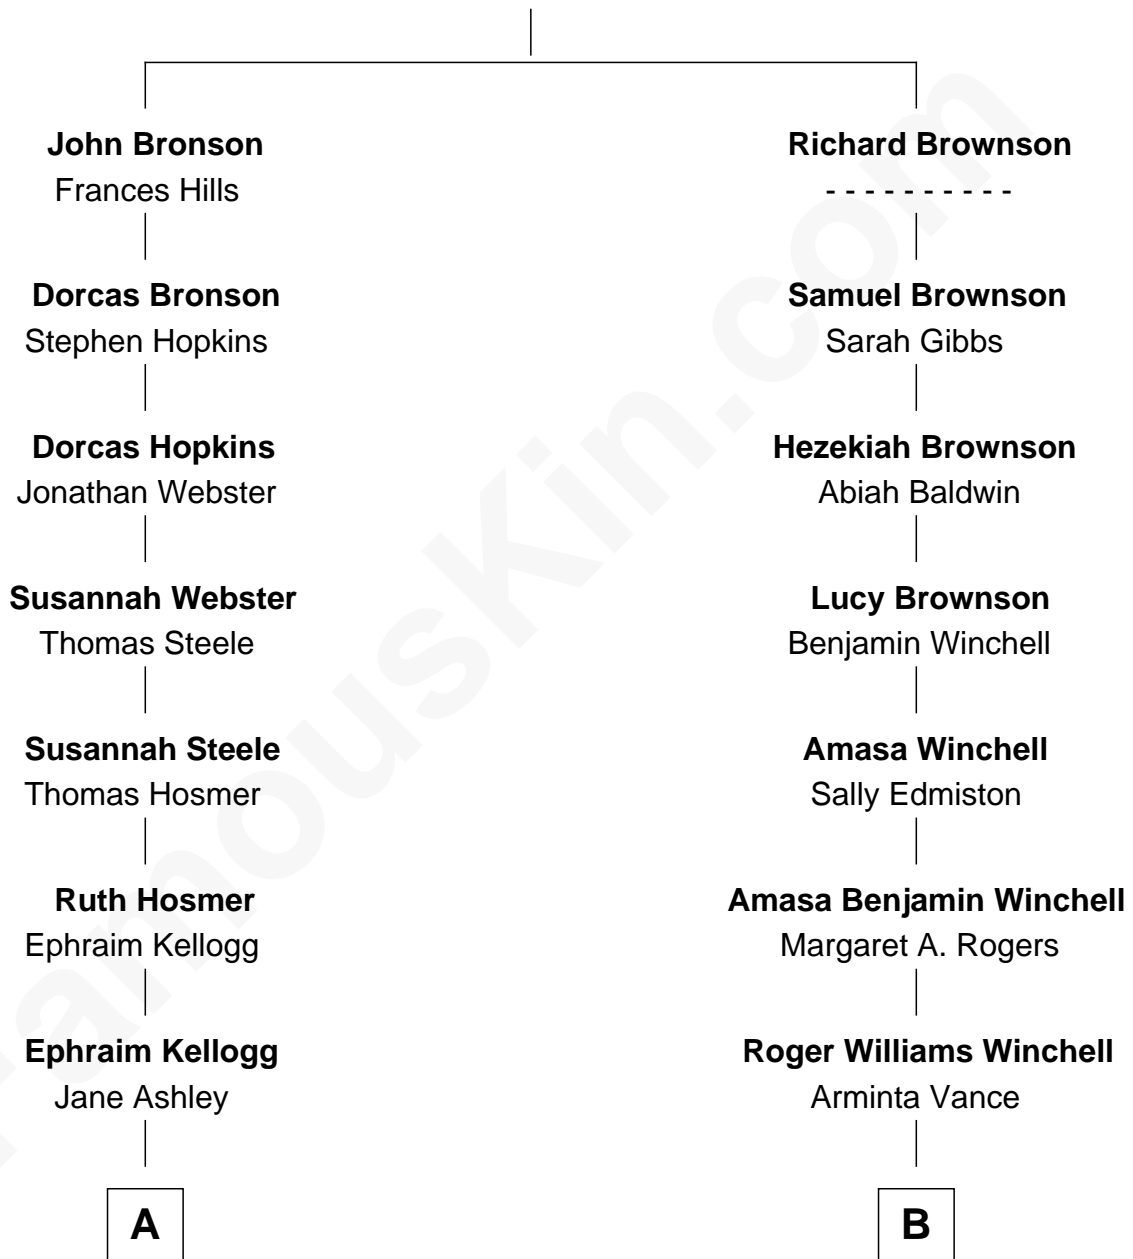 John Bronson
Frances Hills
Dorcas Bronson
Stephen Hopkins
Dorcas Hopkins
Jonathan Webster
Susannah Webster
Thomas Steele
Susannah Steele
Thomas Hosmer
Ruth Hosmer
Ephraim Kellogg
Ephraim Kellogg
Jane Ashley
A
Richard Brownson
- - - - - - - - - -
Samuel Brownson
Sarah Gibbs
Hezekiah Brownson
Abiah Baldwin
Lucy Brownson
Benjamin Winchell
Amasa Winchell
Sally Edmiston
Amasa Benjamin Winchell
Margaret A. Rogers
Roger Williams Winchell
Arminta Vance
B
FamousKin.com